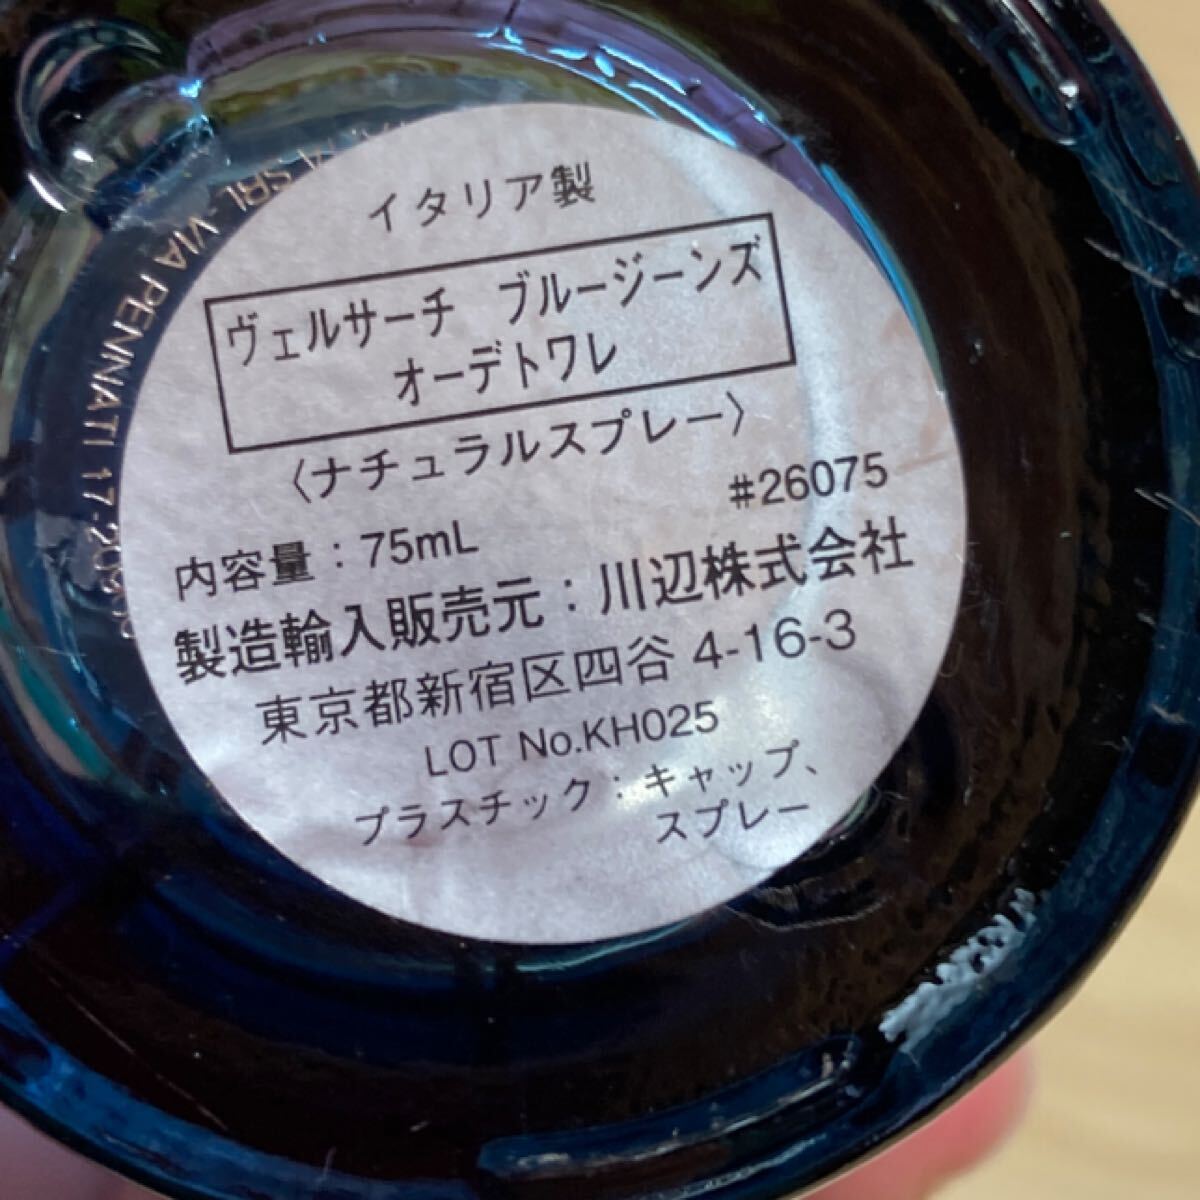 イタリア製
ヴェルサーチ ブルージーンズ
オーデトワレ
〈ナチュラルスプレー〉
#26075
内容量：75mL
製造輸入販売元：川辺株式会社
東京都新宿区四谷 4-16-3
LOT No.KH025
プラスチック：キャップ、
スプレー
SRL VIA PENNATI 17-20